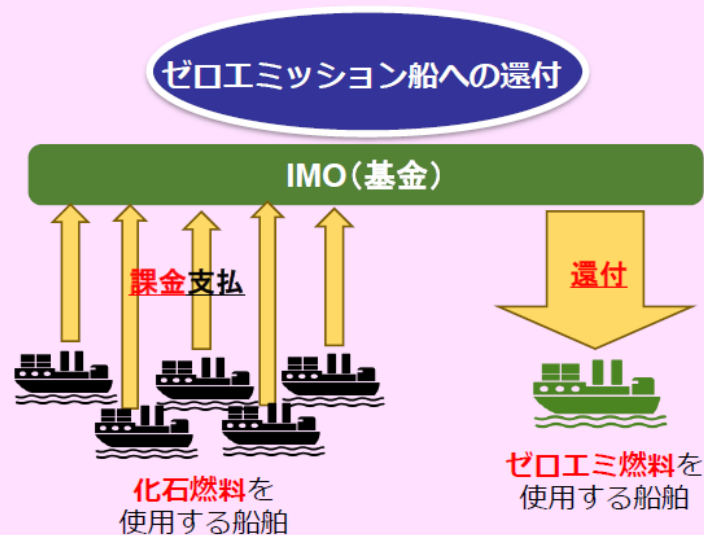 ゼロエミッション船への還付
IMO（基金）
課金支払
還付
化石燃料を
使用する船舶
ゼロエミ燃料を
使用する船舶